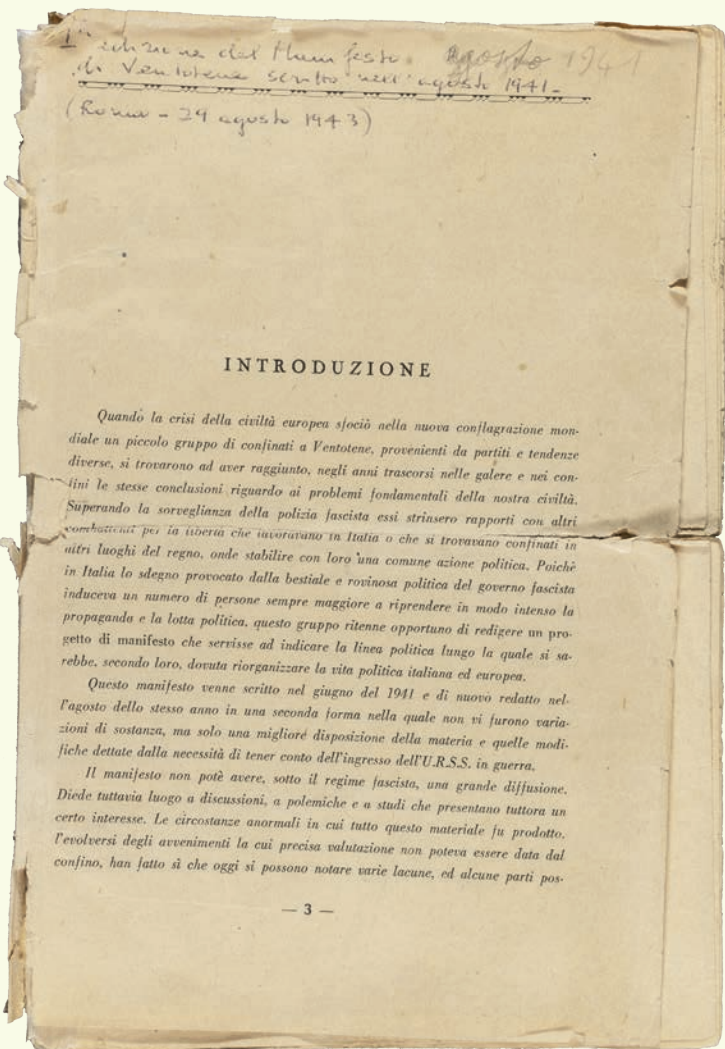 Iª edizione del Manifesto agosto 1941
di Ventotene scritto nell'agosto 1941-
(Roma - 29 agosto 1943)
INTRODUZIONE
Quando la crisi della civiltà europea sfociò nella nuova conflagrazione mon-
diale un piccolo gruppo di confinati a Ventotene, provenienti da partiti e tendenze
diverse, si trovarono ad aver raggiunto, negli anni trascorsi nelle galere e nei con-
fini le stesse conclusioni riguardo ai problemi fondamentali della nostra civiltà.
Superando la sorveglianza della polizia fascista essi strinsero rapporti con altri
combattenti per la libertà che lavoravano in Italia o che si trovavano confinati in
altri luoghi del regno, onde stabilire con loro una comune azione politica. Poichè
in Italia lo sdegno provocato dalla bestiale e rovinosa politica del governo fascista
induceva un numero di persone sempre maggiore a riprendere in modo intenso la
propaganda e la lotta politica, questo gruppo ritenne opportuno di redigere un pro-
getto di manifesto che servisse ad indicare la linea politica lungo la quale si sa-
rebbe, secondo loro, dovuta riorganizzare la vita politica italiana ed europea.
Questo manifesto venne scritto nel giugno del 1941 e di nuovo redatto nel-
l'agosto dello stesso anno in una seconda forma nella quale non vi furono varia-
zioni di sostanza, ma solo una migliore disposizione della materia e quelle modi-
fiche dettate dalla necessità di tener conto dell'ingresso dell'U.R.S.S. in guerra.
Il manifesto non potè avere, sotto il regime fascista, una grande diffusione.
Diede tuttavia luogo a discussioni, a polemiche e a studi che presentano tuttora un
certo interesse. Le circostanze anormali in cui tutto questo materiale fu prodotto,
l'evolversi degli avvenimenti la cui precisa valutazione non poteva essere data dal
confino, han fatto sì che oggi si possono notare varie lacune, ed alcune parti pos-
— 3 —